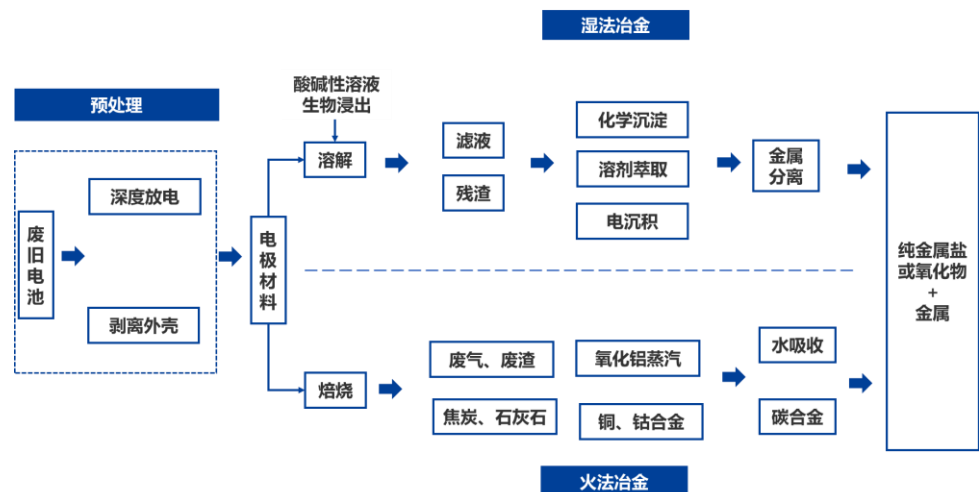 湿法冶金
预处理
酸碱性溶液
生物浸出
溶解
滤液
残渣
化学沉淀
溶剂萃取
电沉积
金属
分离
深度放电
废旧电池
剥离外壳
电极材料
纯金属盐
或氧化物
+
金属
焙烧
废气、废渣
焦炭、石灰石
氧化铝蒸汽
铜、钴合金
水吸收
碳合金
火法冶金